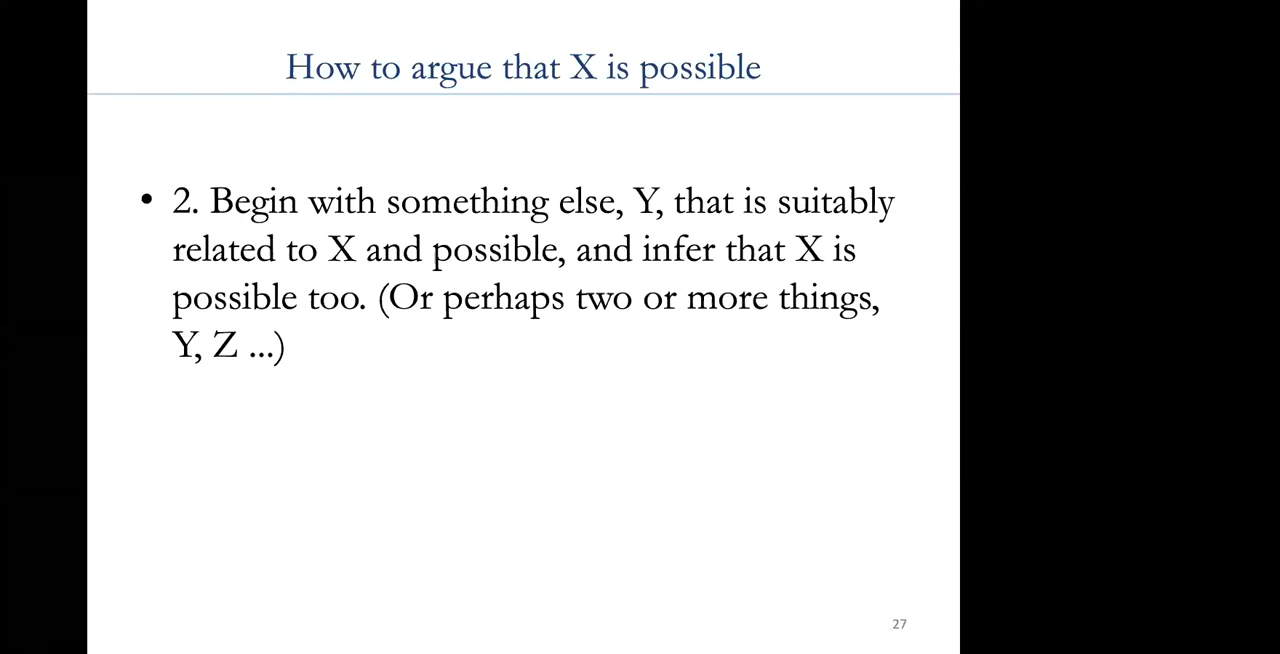 How to argue that X is possible
• 2. Begin with something else, Y, that is suitably
related to X and possible, and infer that X is
possible too. (Or perhaps two or more things,
Y, Z ...)
27